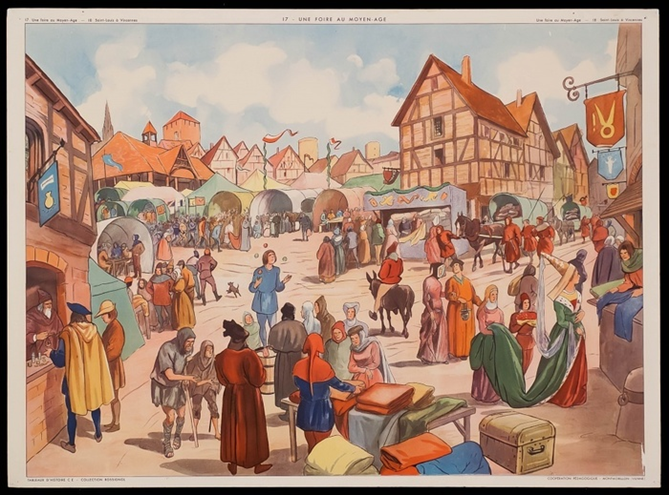 17 Une foire au Moyen-Age - 18 Saint-Louis à Vincennes
17 - UNE FOIRE AU MOYEN-AGE
Une foire au Moyen-Age - 18 Saint-Louis à Vincennes
TABLEAUX D'HISTOIRE - COLLECTION ROSSIGNOL